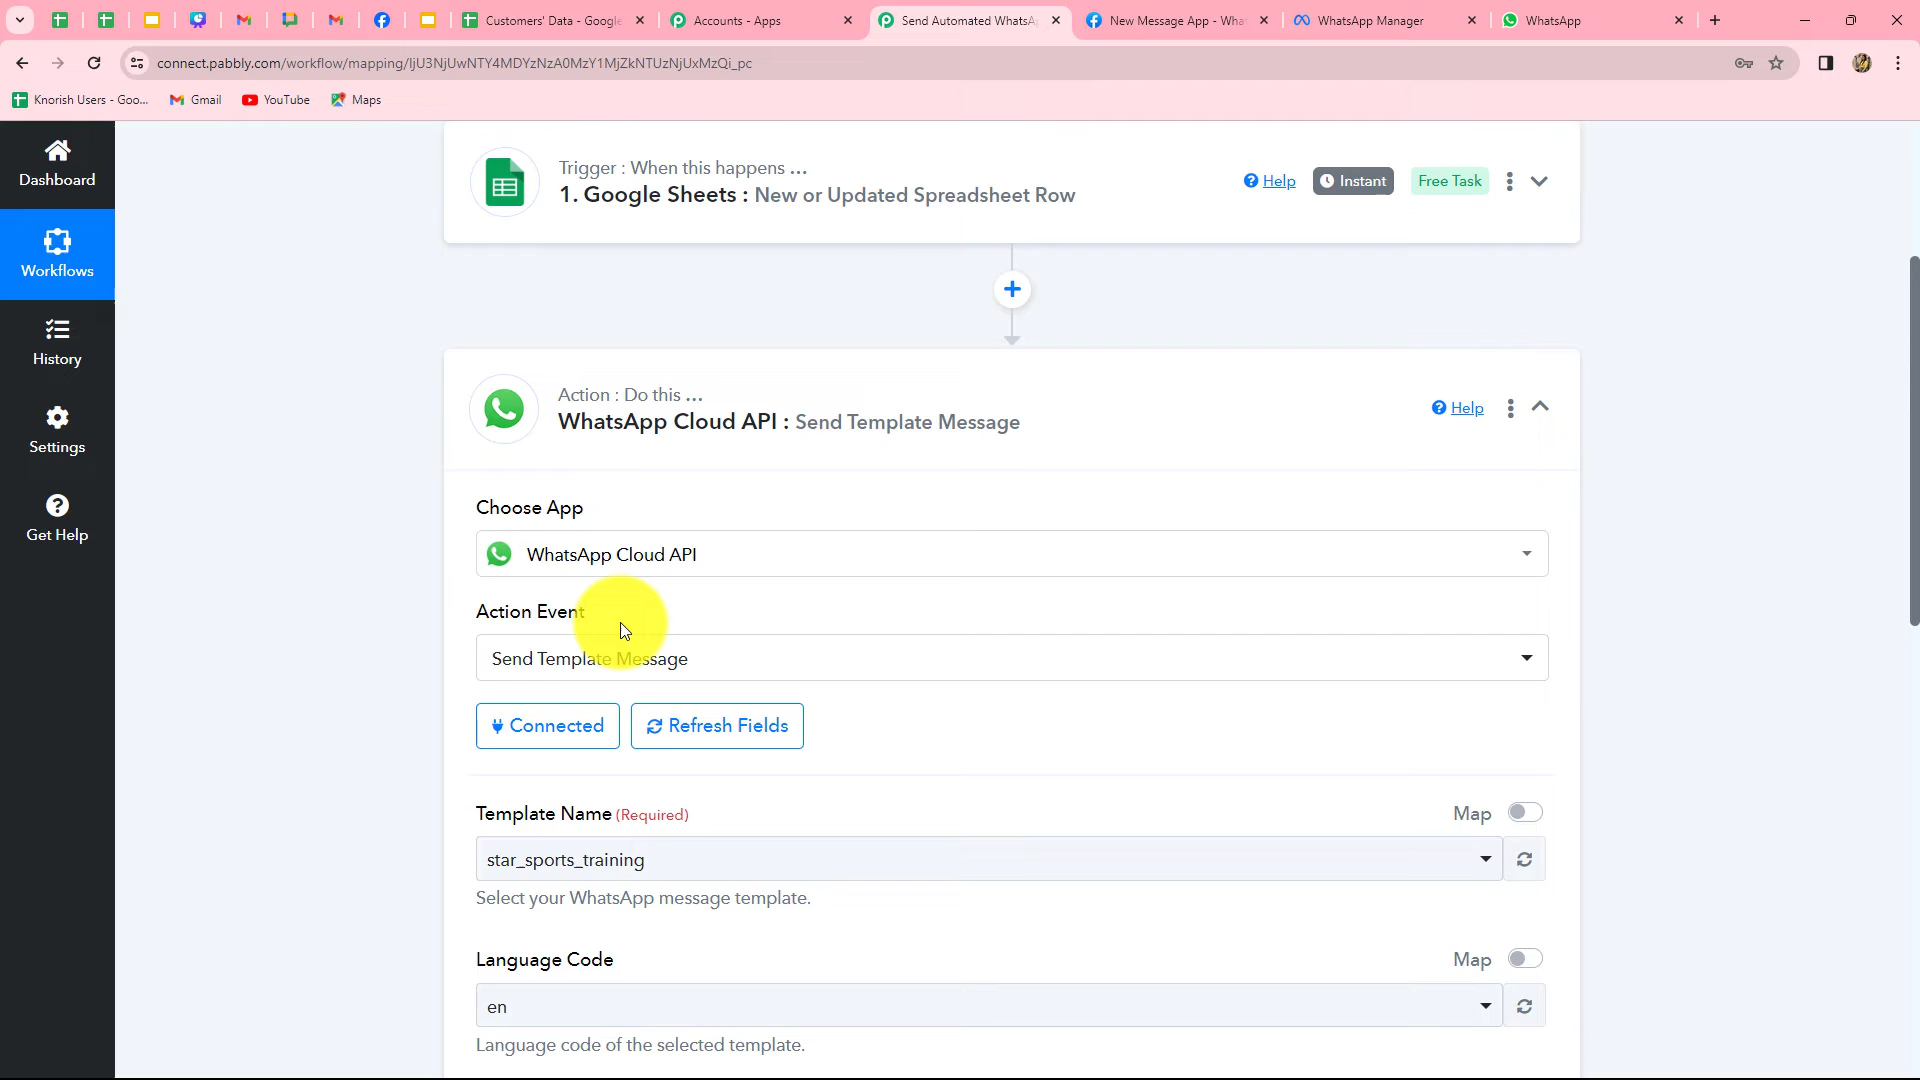 Customers' Data - Google
Accounts - Apps
Send Automated WhatsA
New Message App - Wha
WhatsApp Manager
WhatsApp
connect.pabbly.com/workflow/mapping/IjU3NjUwNTY4MDYzNzA0MzY1MjZkNTUzNjUxMzQi_pc
Knorish Users - Goo...
Gmail
YouTube
Maps
Dashboard
Workflows
History
Settings
Get Help
Trigger : When this happens ...
1. Google Sheets : New or Updated Spreadsheet Row
Help
Instant
Free Task
Action : Do this ...
WhatsApp Cloud API : Send Template Message
Help
Choose App
WhatsApp Cloud API
Action Event
Send Template Message
Connected
Refresh Fields
Template Name (Required)
Map
star_sports_training
Select your WhatsApp message template.
Language Code
Map
en
Language code of the selected template.